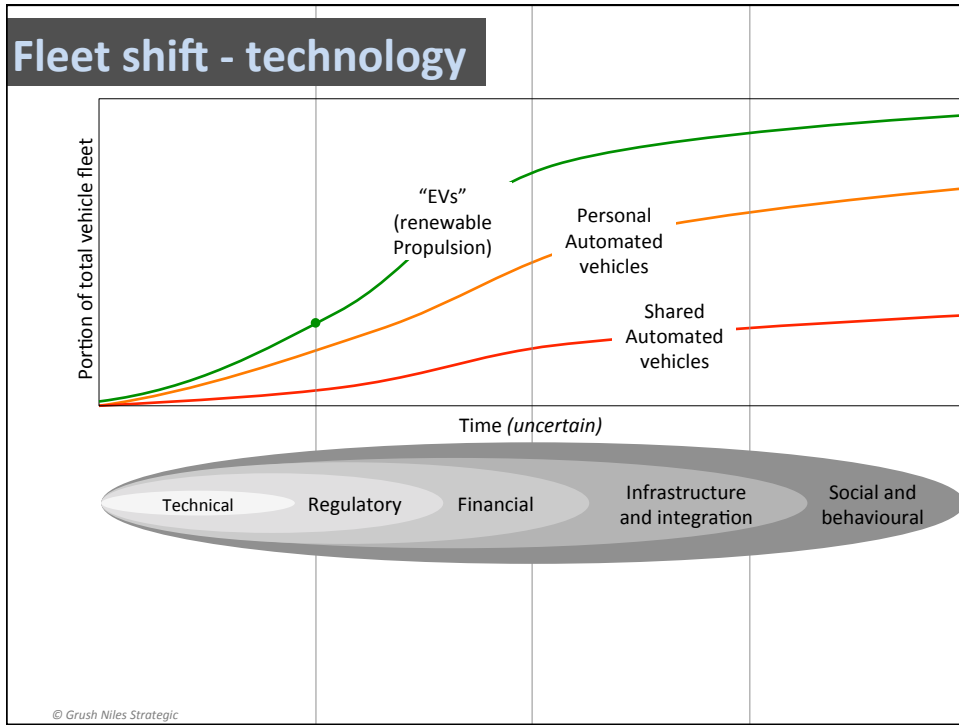 Fleet shift - technology
Portion of total vehicle fleet
“EVs”
(renewable
Propulsion)
Personal
Automated
vehicles
Shared
Automated
vehicles
Time (uncertain)
Technical
Regulatory
Financial
Infrastructure
and integration
Social and
behavioural
© Grush Niles Strategic